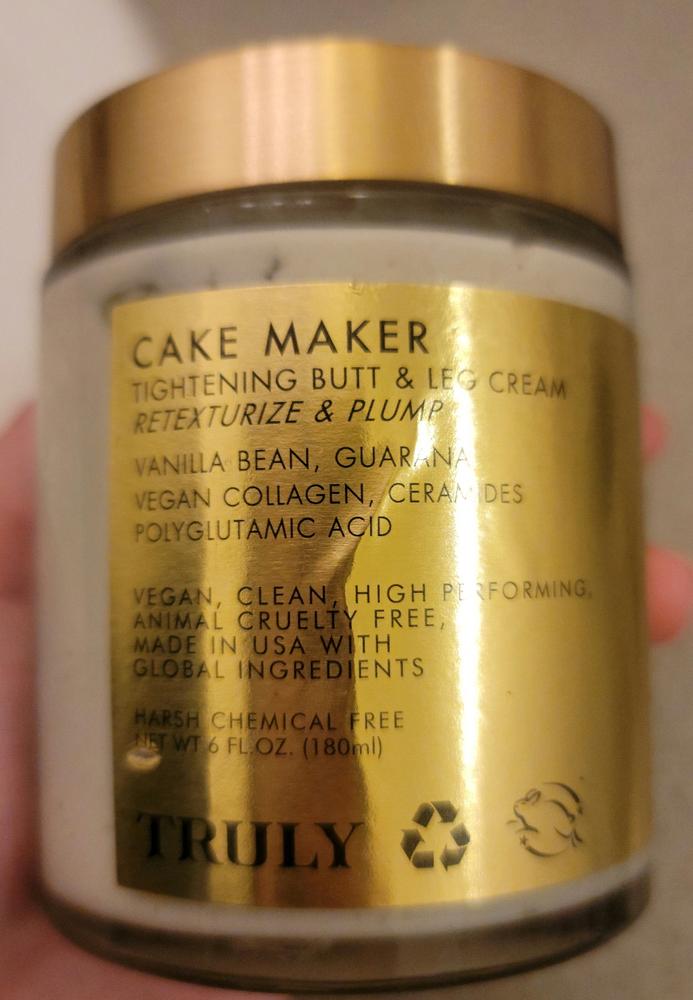 CAKE MAKER
TIGHTENING BUTT & LEG CREAM
RETEXTURIZE & PLUMP
VANILLA BEAN, GUARANA
VEGAN COLLAGEN, CERAMIDES
POLYGLUTAMIC ACID
VEGAN, CLEAN, HIGH PERFORMING,
ANIMAL CRUELTY FREE,
MADE IN USA WITH
GLOBAL INGREDIENTS
HARSH CHEMICAL FREE
NET WT 6 FL.OZ. (180ml)
TRULY